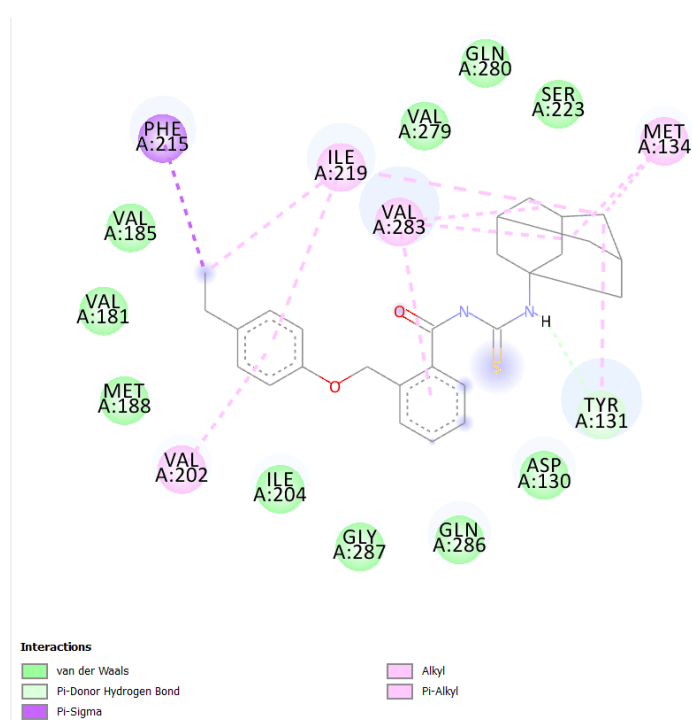 GLN
A:280
SER
A:223
VAL
A:279
MET
A:134
PHE
A:215
ILE
A:219
VAL
A:283
VAL
A:185
VAL
A:181
O
N
N
H
S
MET
A:188
O
TYR
A:131
VAL
A:202
ILE
A:204
ASP
A:130
GLY
A:287
GLN
A:286
Interactions
van der Waals
Pi-Donor Hydrogen Bond
Pi-Sigma
Alkyl
Pi-Alkyl